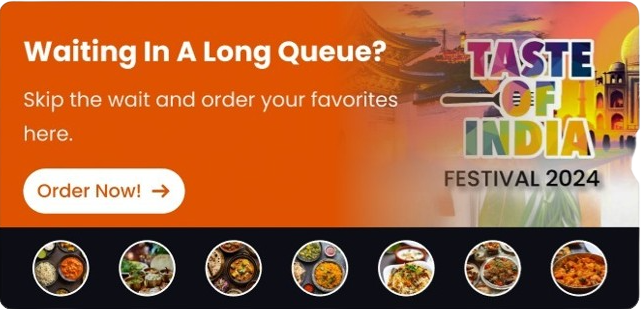 Waiting In A Long Queue?
Skip the wait and order your favorites
here.
Order Now! →
TASTE
OF
INDIA
FESTIVAL 2024